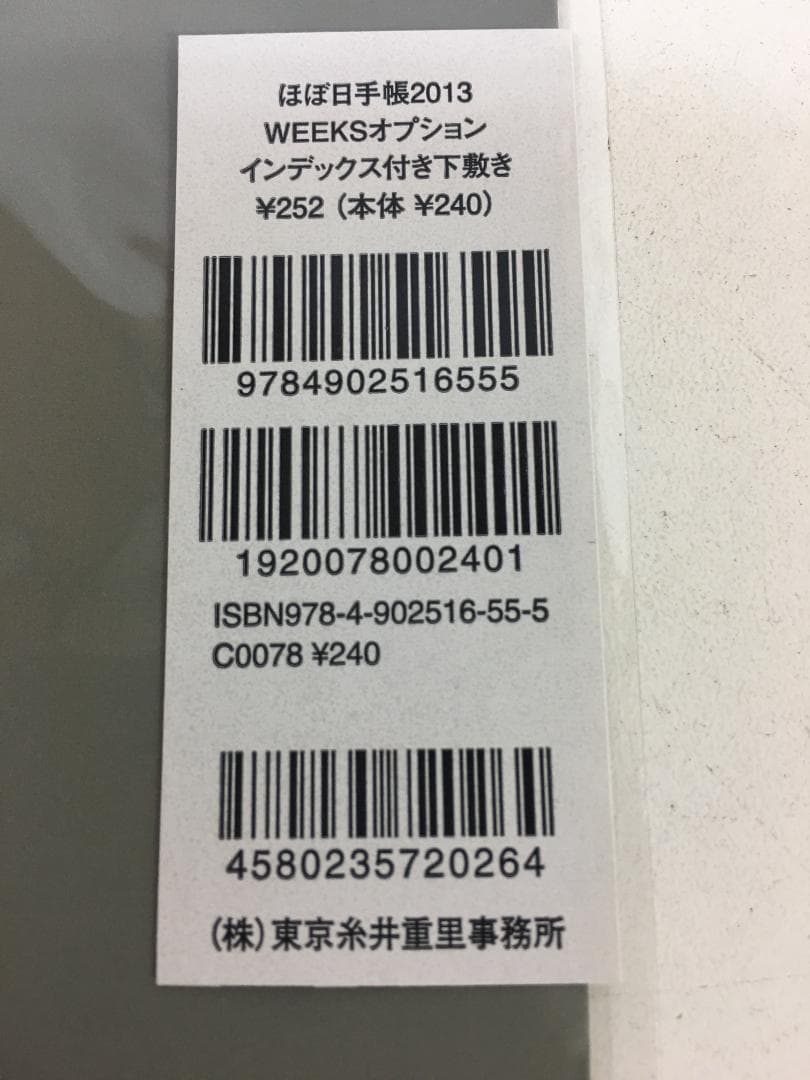 ほぼ日手帳2013
WEEKSオプション
インデックス付き下敷き
¥252（本体 ¥240）
9784902516555
1920078002401
ISBN978-4-902516-55-5
C0078 ¥240
4580235720264
（株）東京糸井重里事務所